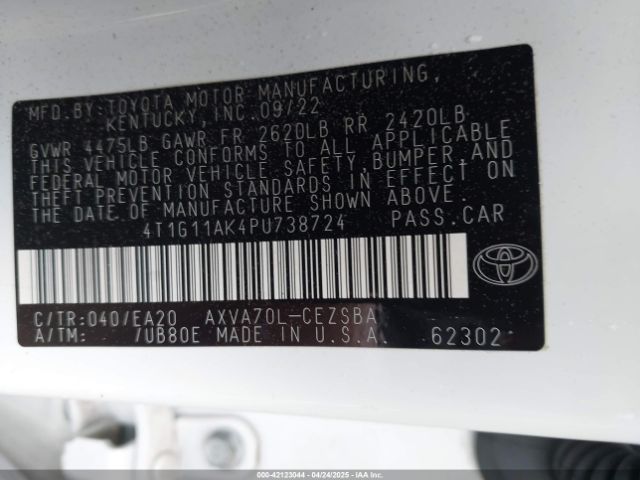 MFD.BY:TOYOTA MOTOR MANUFACTURING,
KENTUCKY,INC.09/22
GVWR 4475LB GAWR FR 2620LB RR 2420LB
THIS VEHICLE CONFORMS TO ALL APPLICABLE
FEDERAL MOTOR VEHICLE SAFETY,BUMPER,AND
THEFT PREVENTION STANDARDS IN EFFECT ON
THE DATE OF MANUFACTURE SHOWN ABOVE.
4T1G11AK4PU738724 PASS.CAR
C/TR:040/EA20 AXVA70L-CEZSBA
A/TM: /UB80E MADE IN U.S.A. 62302
000-42123044 | 04/24/2025 | IAA Inc.